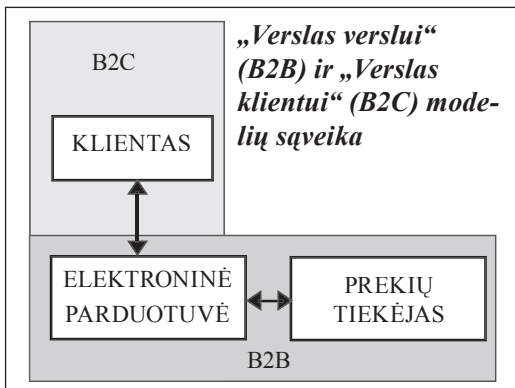 „Verslas verslui“
(B2B) ir „Verslas
klientui“ (B2C) mode-
lių sąveika
B2C
KLIENTAS
ELEKTRONINĖ
PARDUOTUVĖ
PREKIŲ
TIEKĖJAS
B2B